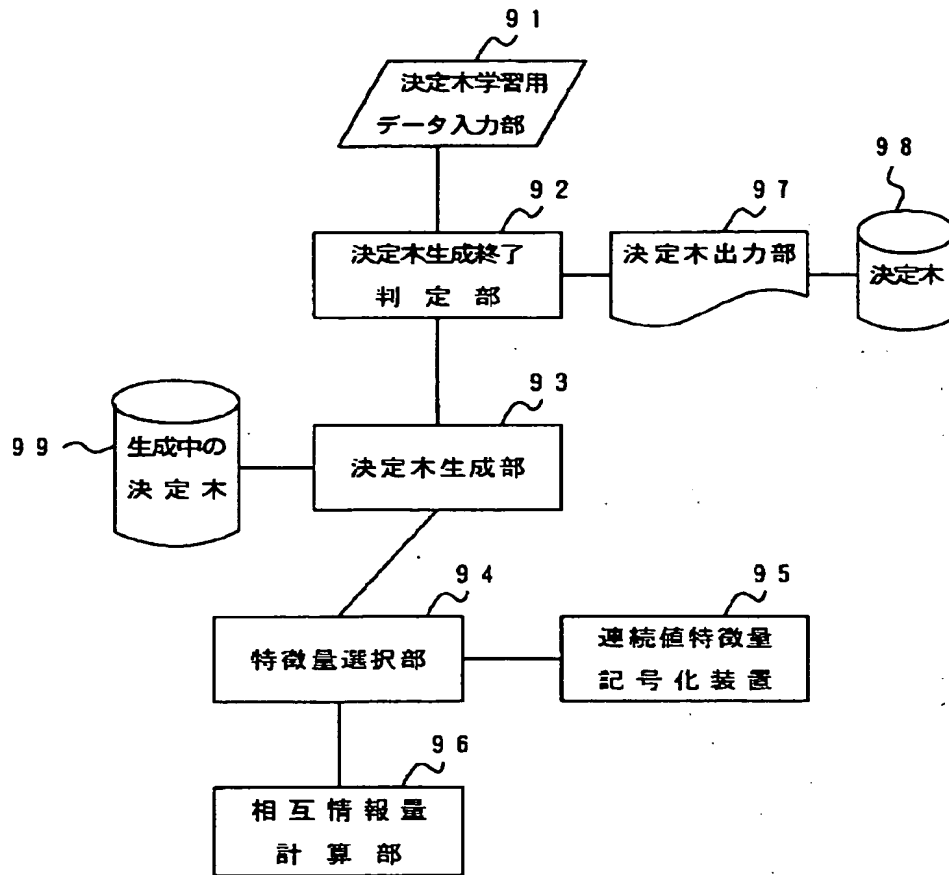 91
決定木学習用
データ入力部
98
92
97
決定木生成終了
判定部
決定木出力部
決定木
93
99
生成中の
決定木
決定木生成部
94
95
特徴量選択部
連続値特徴量
記号化装置
96
相互情報量
計算部